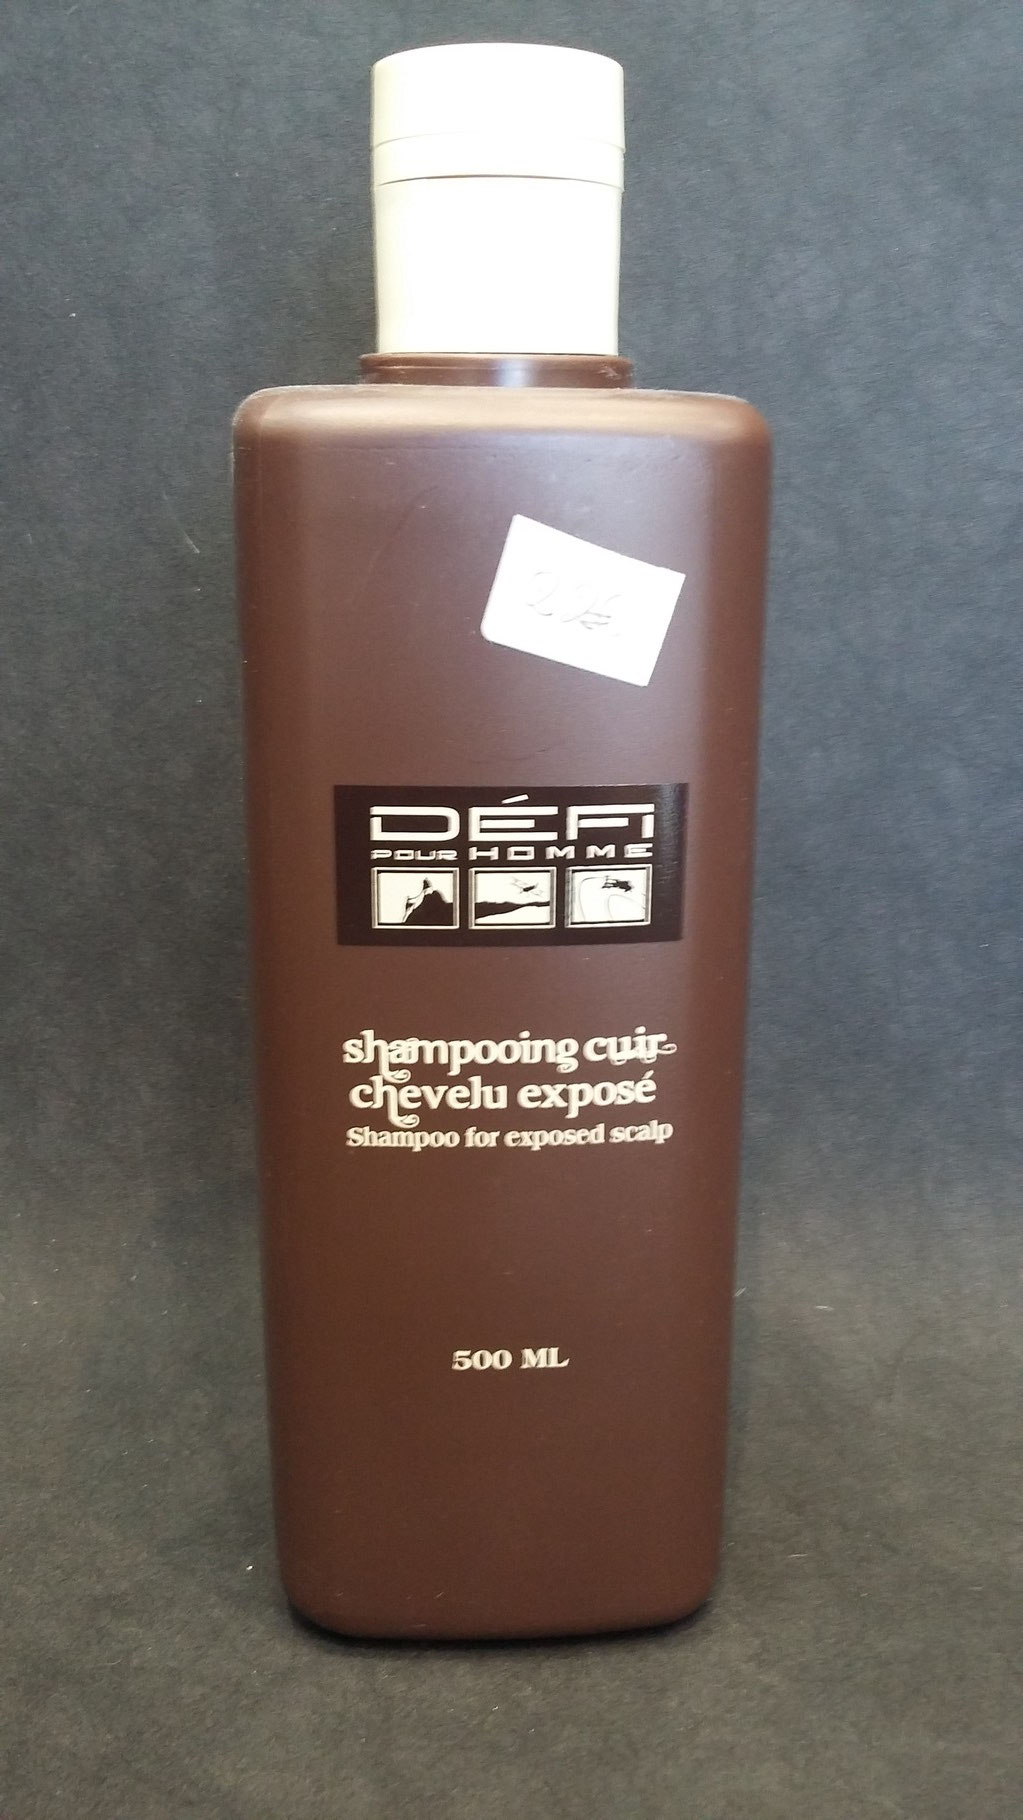 DÉFI
POUR HOMME
shampooing cuir
chevelu exposé
Shampoo for exposed scalp
500 ML